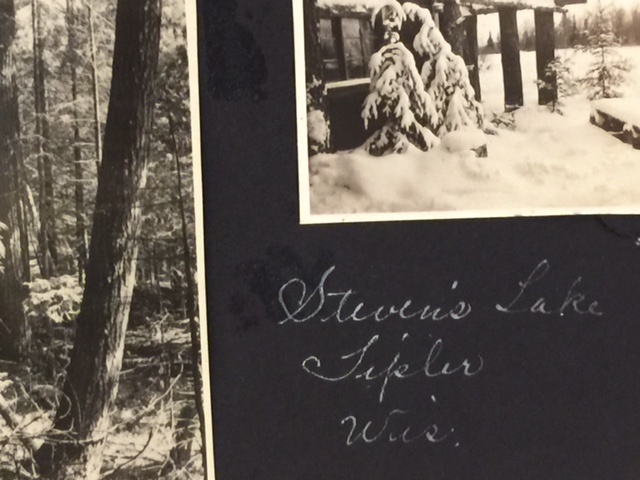 Steven's Lake
Tipler
Wis.